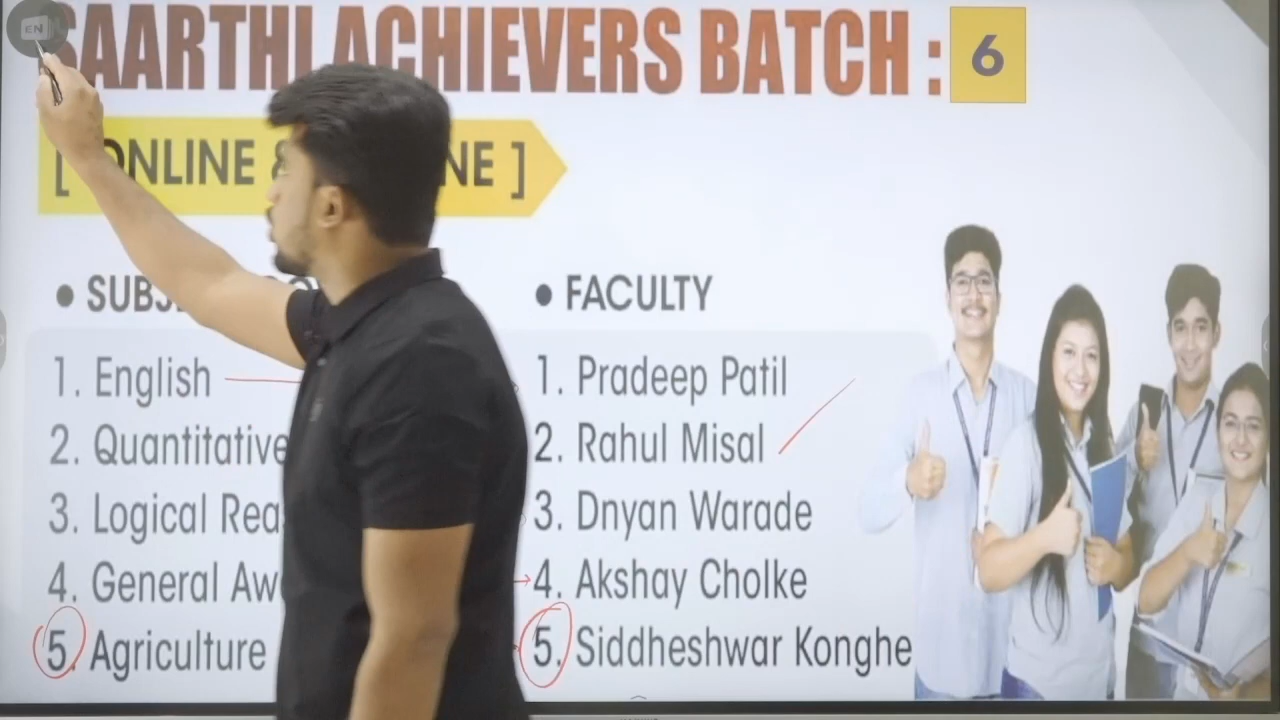 EN
SAARTHI ACHIEVERS BATCH : 6
[ ONLINE & NE ]
• SUBJ • FACULTY
1. English 1. Pradeep Patil
2. Quantitative 2. Rahul Misal
3. Logical Rea 3. Dnyan Warade
4. General Aw 4. Akshay Cholke
5. Agriculture 5. Siddheshwar Konghe